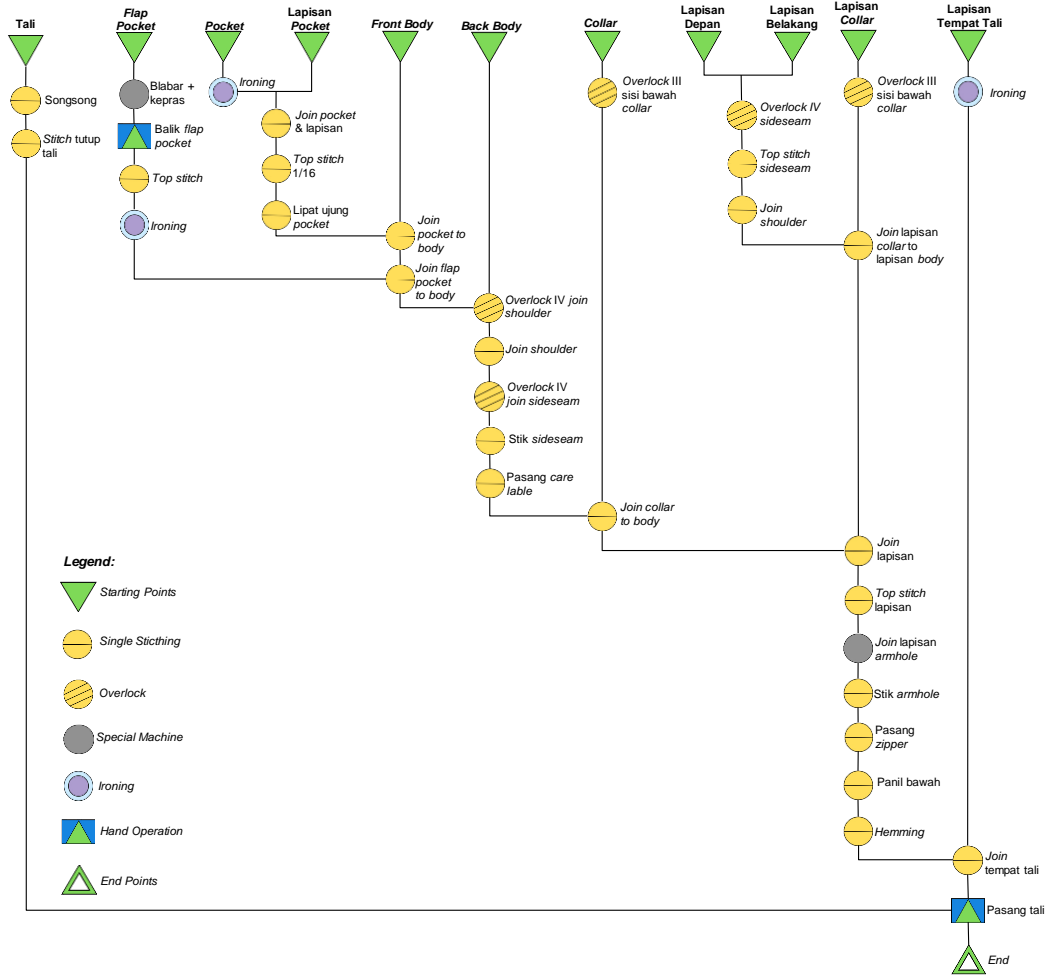 Tali
Flap
Pocket
Pocket
Lapisan
Pocket
Front Body
Back Body
Collar
Lapisan
Depan
Lapisan
Belakang
Lapisan
Collar
Lapisan
Tempat Tali
Songsong
Stitch tutup
tali
Blabar +
kepras
Balik flap
pocket
Top stitch
Ironing
Ironing
Join pocket
& lapisan
Top stitch
1/16
Lipat ujung
pocket
Join
pocket to
body
Join flap
pocket
to body
Overlock IV join
shoulder
Join shoulder
Overlock IV
join sideseam
Stik sideseam
Pasang care
lable
Overlock III
sisi bawah
collar
Join collar
to body
Overlock IV
sideseam
Top stitch
sideseam
Join
shoulder
Overlock III
sisi bawah
collar
Join lapisan
collar to
lapisan body
Join
lapisan
Top stitch
lapisan
Join lapisan
armhole
Stik armhole
Pasang
zipper
Panil bawah
Hemming
Ironing
Join
tempat tali
Pasang tali
End
Legend:
Starting Points
Single Sticthing
Overlock
Special Machine
Ironing
Hand Operation
End Points